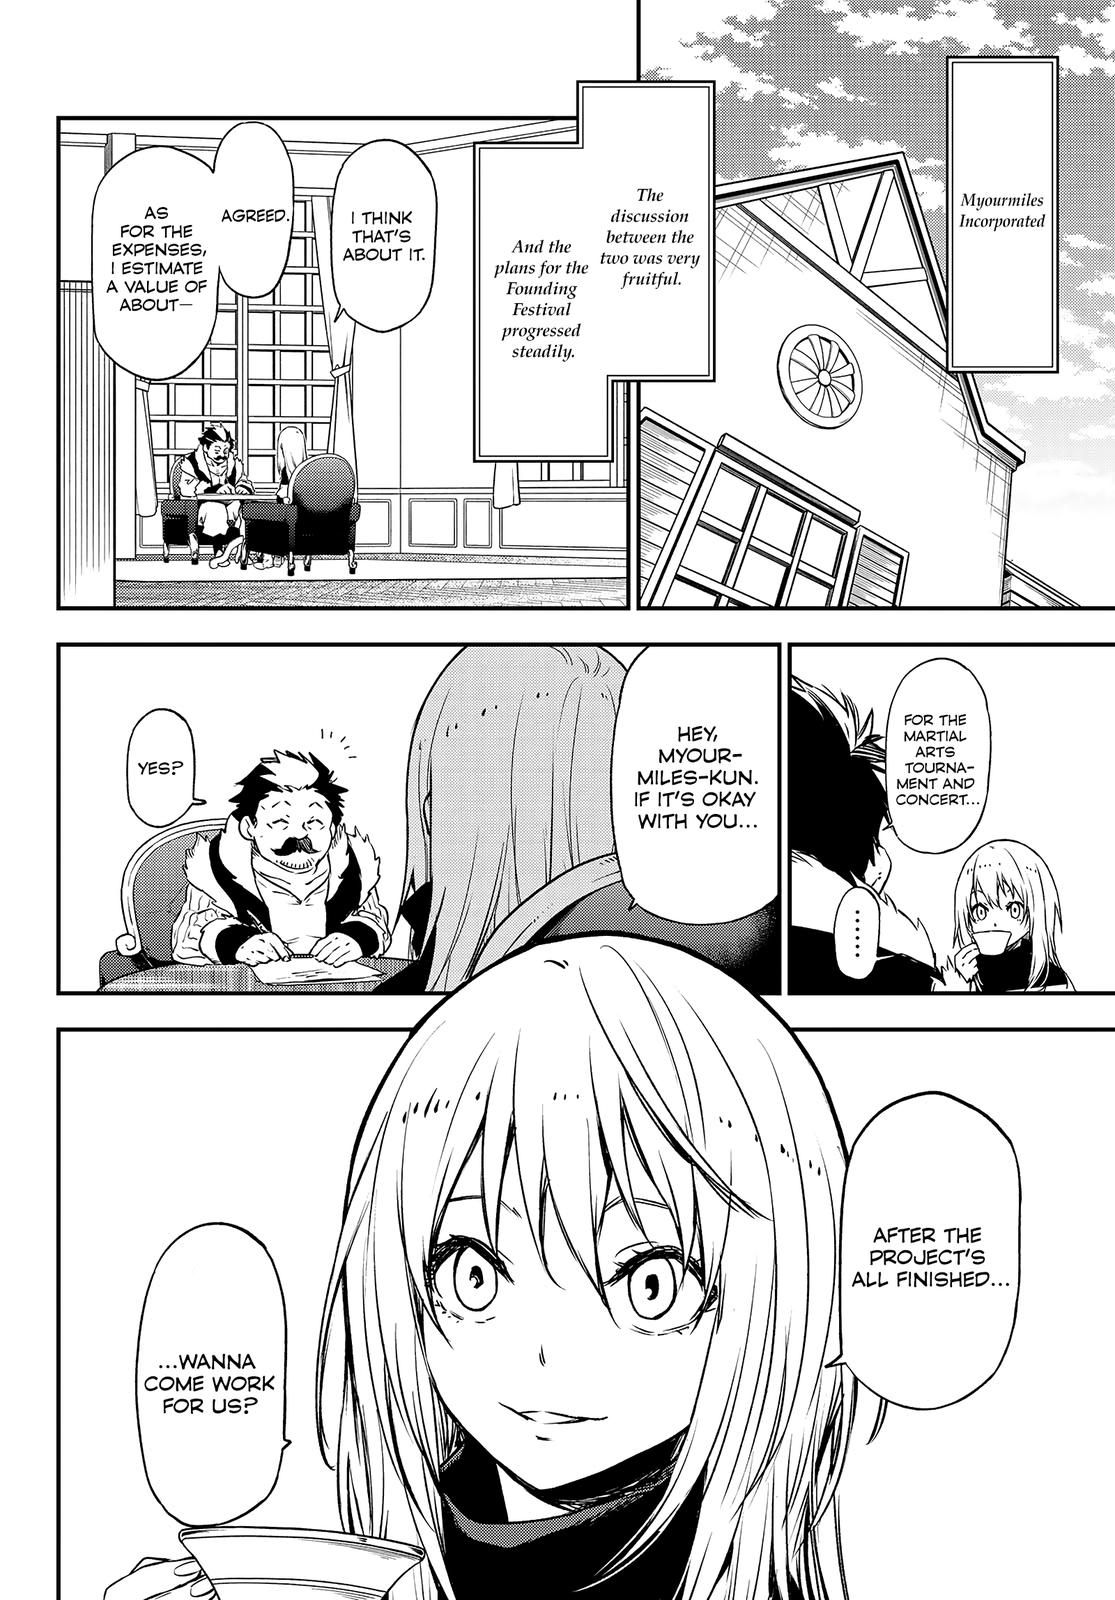 Myourmiles
Incorporated
The
discussion
between the
two was very
fruitful.
And the
plans for the
Founding
Festival
progressed
steadily.
I THINK
THAT'S
ABOUT IT.
AGREED.
AS
FOR THE
EXPENSES,
I ESTIMATE
A VALUE OF
ABOUT—
FOR THE
MARTIAL
ARTS
TOURNA-
MENT AND
CONCERT...
......
HEY,
MYOUR-
MILES-KUN.
IF IT'S OKAY
WITH YOU...
YES?
AFTER THE
PROJECT'S
ALL FINISHED...
...WANNA
COME WORK
FOR US?